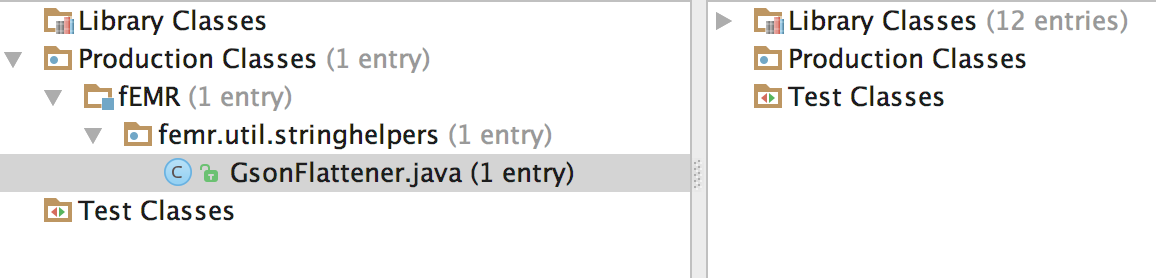 Library Classes
Production Classes (1 entry)
fEMR (1 entry)
femr.util.stringhelpers (1 entry)
C GsonFlattener.java (1 entry)
Test Classes
Library Classes (12 entries)
Production Classes
Test Classes